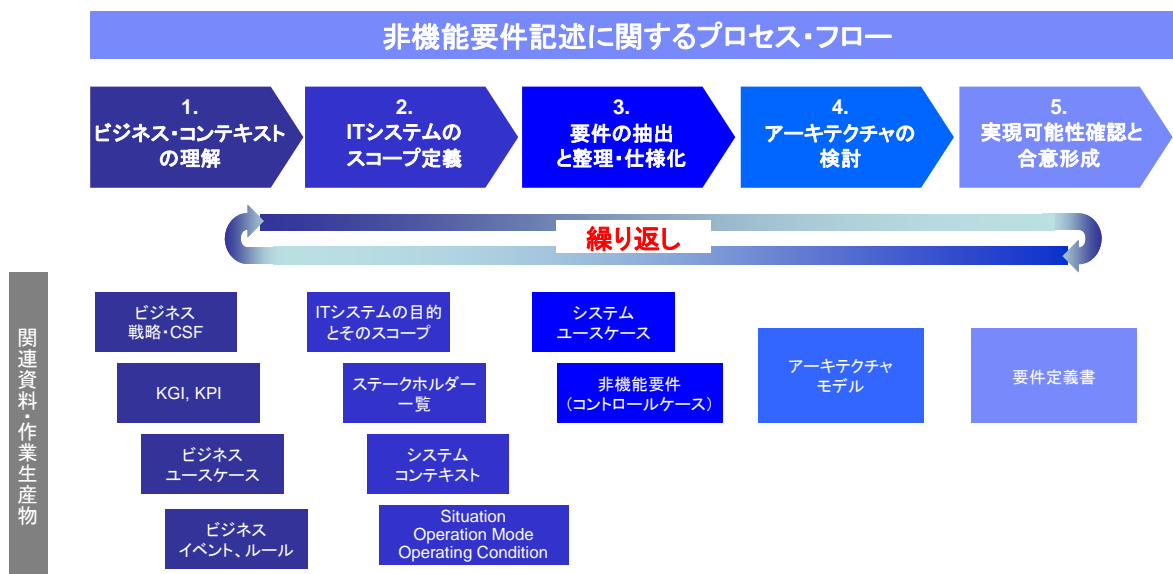 非機能要件記述に関するプロセス・フロー
1.
ビジネス・コンテキスト
の理解
2.
ITシステムの
スコープ定義
3.
要件の抽出
と整理・仕様化
4.
アーキテクチャの
検討
5.
実現可能性確認と
合意形成
繰り返し
関連資料・作業生産物
ビジネス
戦略・CSF
KGI, KPI
ビジネス
ユースケース
ビジネス
イベント、ルール
ITシステムの目的
とそのスコープ
ステークホルダー
一覧
システム
コンテキスト
Situation
Operation Mode
Operating Condition
システム
ユースケース
非機能要件
(コントロールケース)
アーキテクチャ
モデル
要件定義書